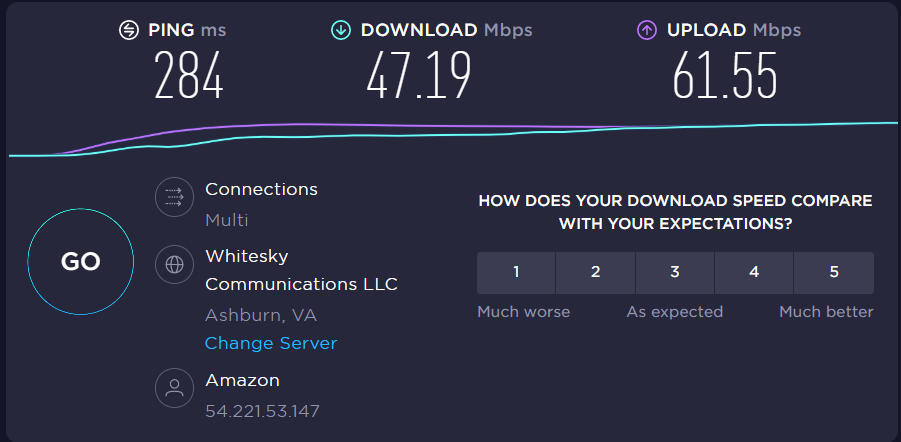 PING ms
DOWNLOAD Mbps
UPLOAD Mbps
284
47.19
61.55
GO
Connections
Multi
Whitesky
Communications LLC
Ashburn, VA
Change Server
Amazon
54.221.53.147
HOW DOES YOUR DOWNLOAD SPEED COMPARE
WITH YOUR EXPECTATIONS?
1 2 3 4 5
Much worse As expected Much better